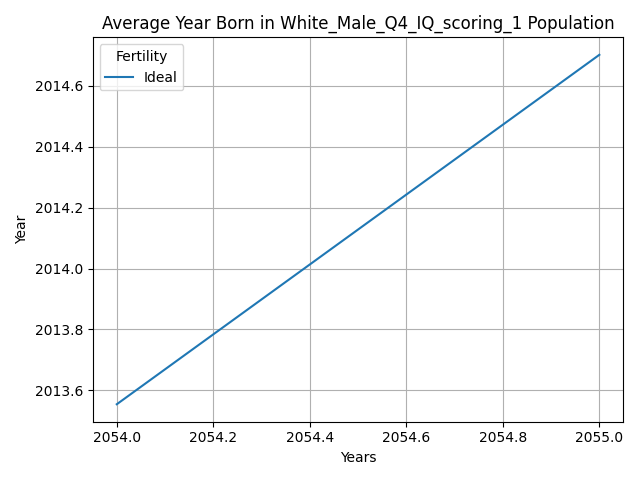 Average Year Born in White_Male_Q4_IQ_scoring_1 Population
Fertility
Ideal
2014.6
2014.4
2014.2
2014.0
2013.8
2013.6
Year
2054.0 2054.2 2054.4 2054.6 2054.8 2055.0
Years